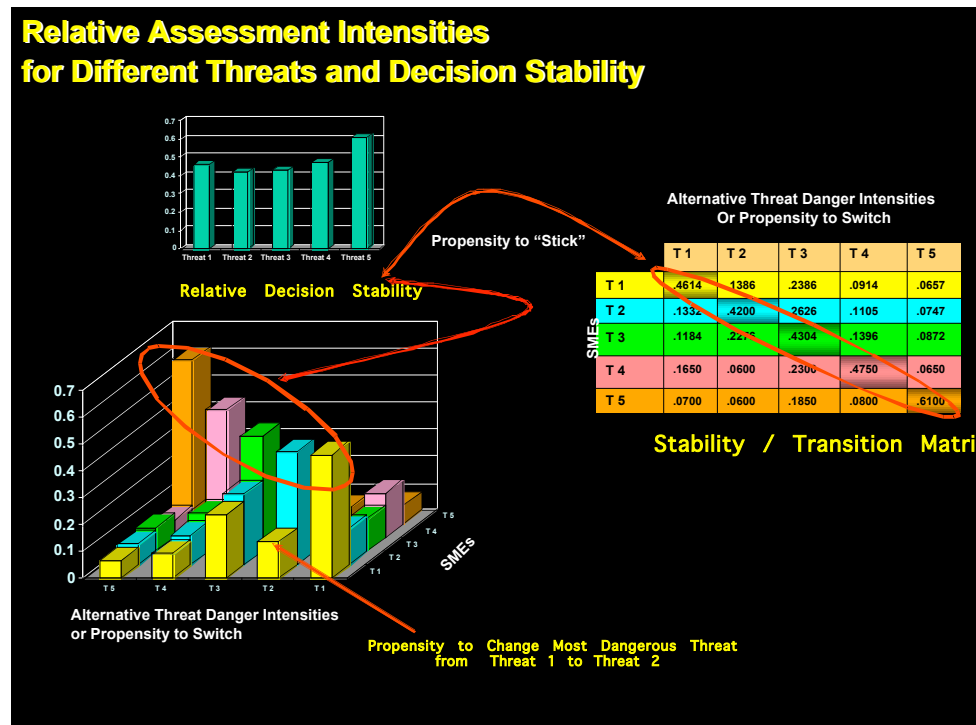 Relative Assessment Intensities
for Different Threats and Decision Stability
0.7
0.6
0.5
0.4
0.3
0.2
0.1
0
Threat 1 Threat 2 Threat 3 Threat 4 Threat 5
Relative Decision Stability
Propensity to “Stick”
Alternative Threat Danger Intensities
Or Propensity to Switch
T 1 T 2 T 3 T 4 T 5
T 1 .4614 .1386 .2386 .0914 .0657
T 2 .1332 .4200 .2626 .1105 .0747
T 3 .1184 .2276 .4304 .1396 .0872
T 4 .1650 .0600 .2300 .4750 .0650
T 5 .0700 .0600 .1850 .0800 .6100
SMEs
Stability / Transition Matri
0.7
0.6
0.5
0.4
0.3
0.2
0.1
0
T 5 T 4 T 3 T 2 T 1
T 1
T 2
T 3
T 4
T 5
SMEs
Alternative Threat Danger Intensities
or Propensity to Switch
Propensity to Change Most Dangerous Threat
from Threat 1 to Threat 2